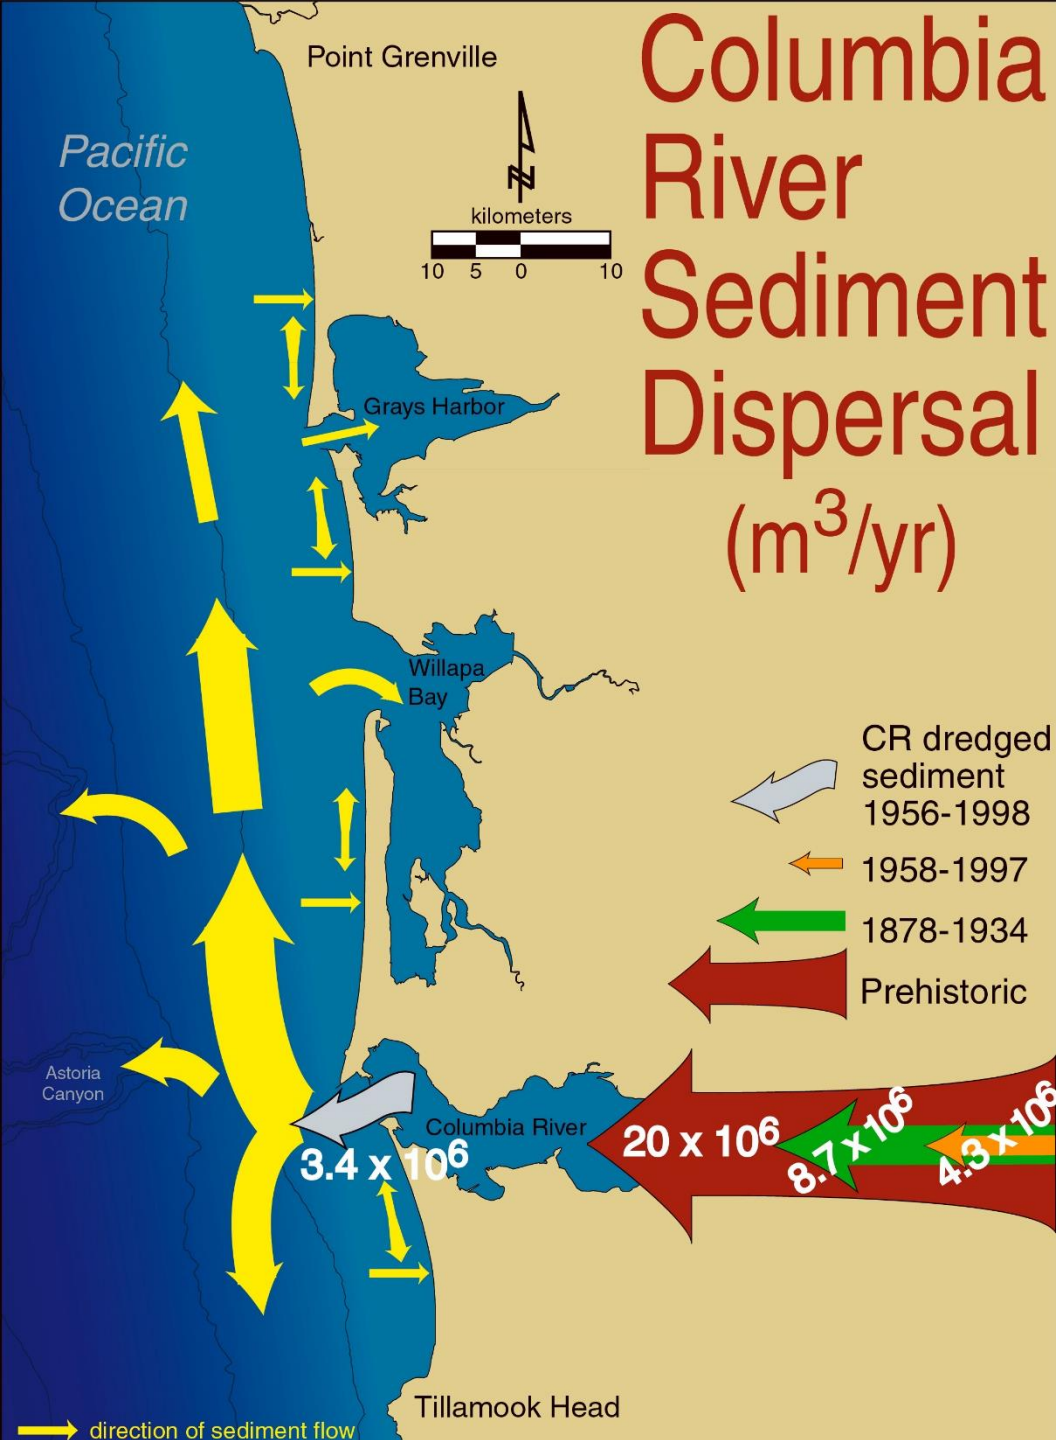 Columbia
River
Sediment
Dispersal
(m³/yr)
Point Grenville
Pacific
Ocean
N
kilometers
10 5 0 10
Grays Harbor
Willapa
Bay
CR dredged
sediment
1956-1998
1958-1997
1878-1934
Prehistoric
Astoria
Canyon
Columbia River
20 x 10⁶
8.7 x 10⁶
4.3 x 10⁶
3.4 x 10⁶
Tillamook Head
direction of sediment flow